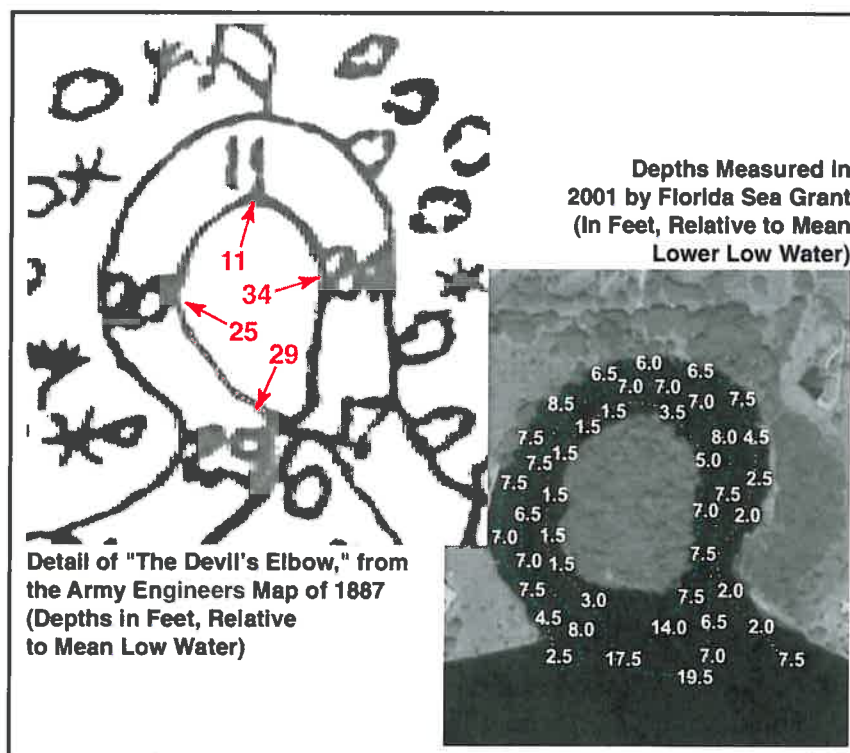 11
11
34
25
29
Detail of "The Devil's Elbow," from
the Army Engineers Map of 1887
(Depths in Feet, Relative
to Mean Low Water)
Depths Measured in
2001 by Florida Sea Grant
(In Feet, Relative to Mean
Lower Low Water)
6.5 6.0 6.5
7.0 7.0
8.5 1.5 3.5 7.0 7.5
7.5 1.5 8.0 4.5
7.5 1.5 5.0
7.5 1.5 7.5 2.5
6.5 7.0 2.0
7.0 1.5
7.0 1.5 7.5
7.5 3.0 7.5 2.0
4.5 8.0 14.0 6.5 2.0
2.5 17.5 7.0 7.5
19.5